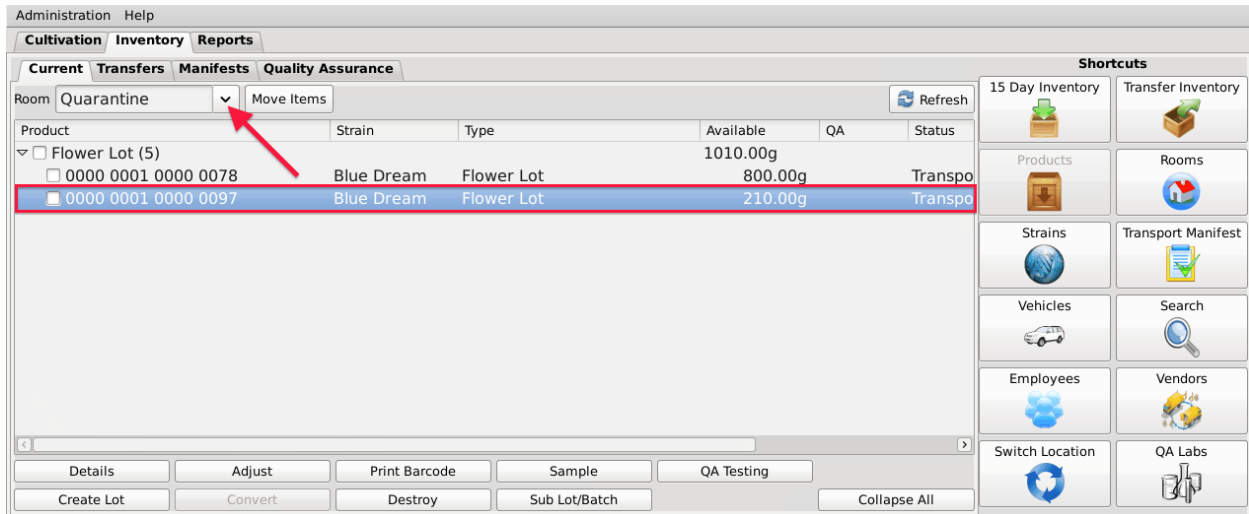 Administration Help
Cultivation Inventory Reports
Current Transfers Manifests Quality Assurance
Room Quarantine Move Items Refresh
Product Strain Type Available QA Status
Flower Lot (5) 1010.00g
0000 0001 0000 0078 Blue Dream Flower Lot 800.00g Transpo
0000 0001 0000 0097 Blue Dream Flower Lot 210.00g Transpo
Details Adjust Print Barcode Sample QA Testing
Create Lot Convert Destroy Sub Lot/Batch Collapse All
Shortcuts
15 Day Inventory Transfer Inventory
Products Rooms
Strains Transport Manifest
Vehicles Search
Employees Vendors
Switch Location QA Labs